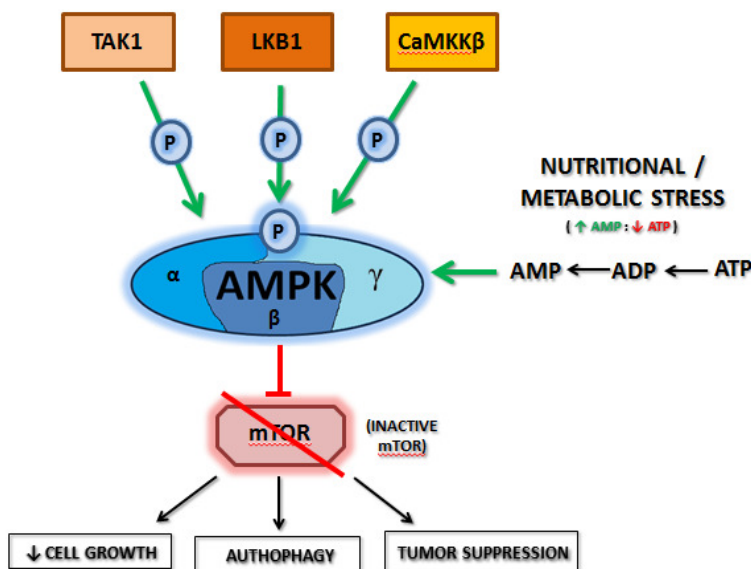 TAK1
LKB1
CaMKKβ
P
P
P
P
NUTRITIONAL /
METABOLIC STRESS
( ↑ AMP : ↓ ATP )
α
AMPK
γ
β
AMP ← ADP ← ATP
mTOR
(INACTIVE
mTOR)
↓ CELL GROWTH
AUTHOPHAGY
TUMOR SUPPRESSION